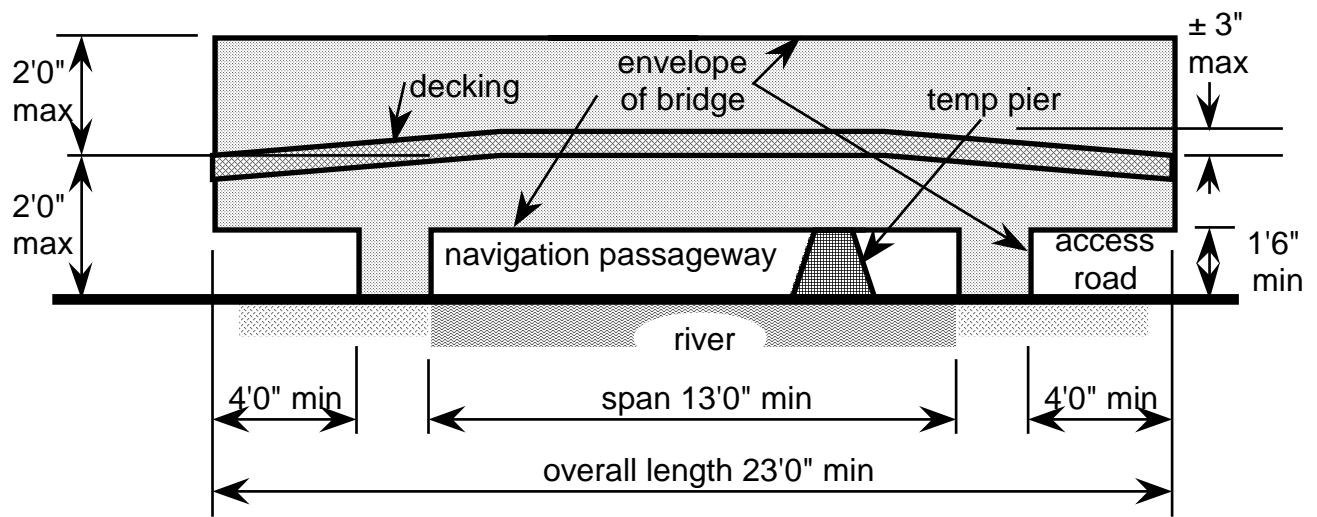 ± 3"
max
2'0"
max
decking
envelope
of bridge
temp pier
2'0"
max
navigation passageway
access
road
1'6"
min
river
4'0" min
span 13'0" min
4'0" min
overall length 23'0" min